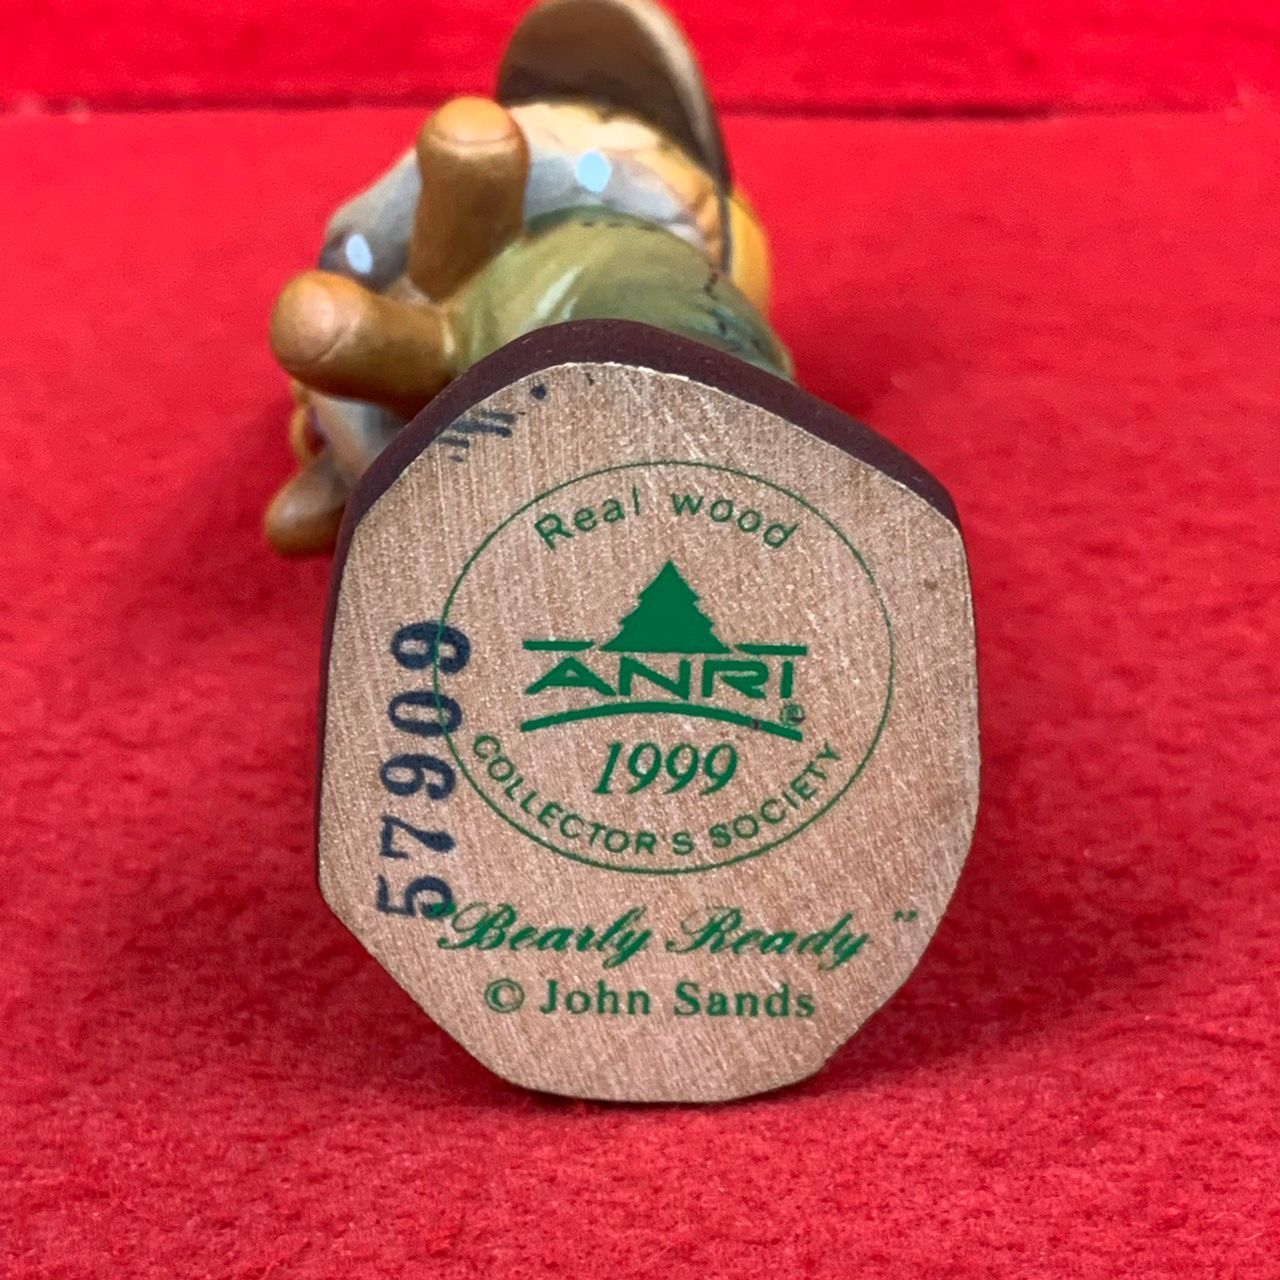 Real wood
ANRI®
1999
COLLECTOR'S SOCIETY
57909
"Bearly Ready"
© John Sands